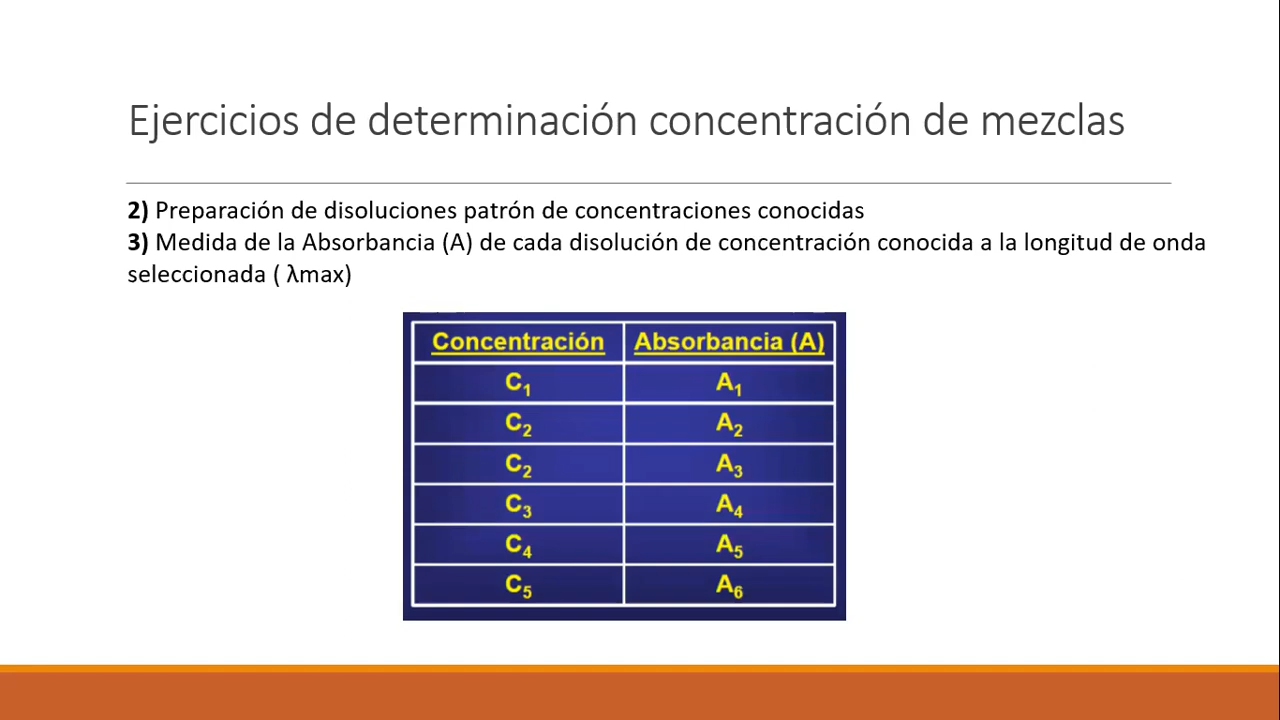 Ejercicios de determinación concentración de mezclas
2) Preparación de disoluciones patrón de concentraciones conocidas
3) Medida de la Absorbancia (A) de cada disolución de concentración conocida a la longitud de onda
seleccionada ( λmax)
Concentración Absorbancia (A)
C₁ A₁
C₂ A₂
C₂ A₃
C₃ A₄
C₄ A₅
C₅ A₆